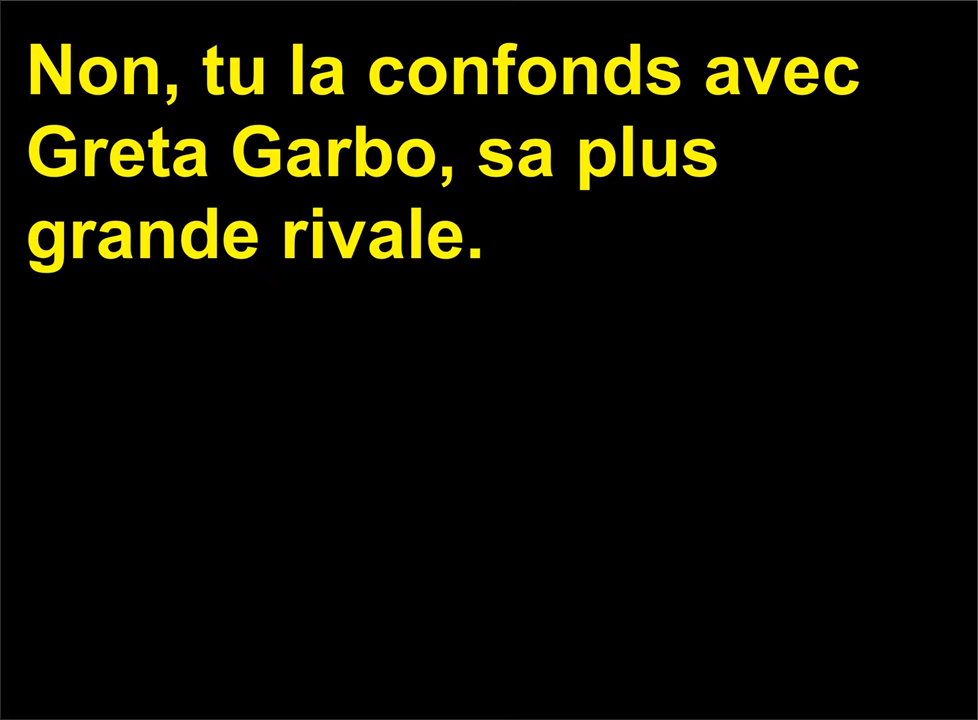 Non, tu la confonds avec
Greta Garbo, sa plus
grande rivale.